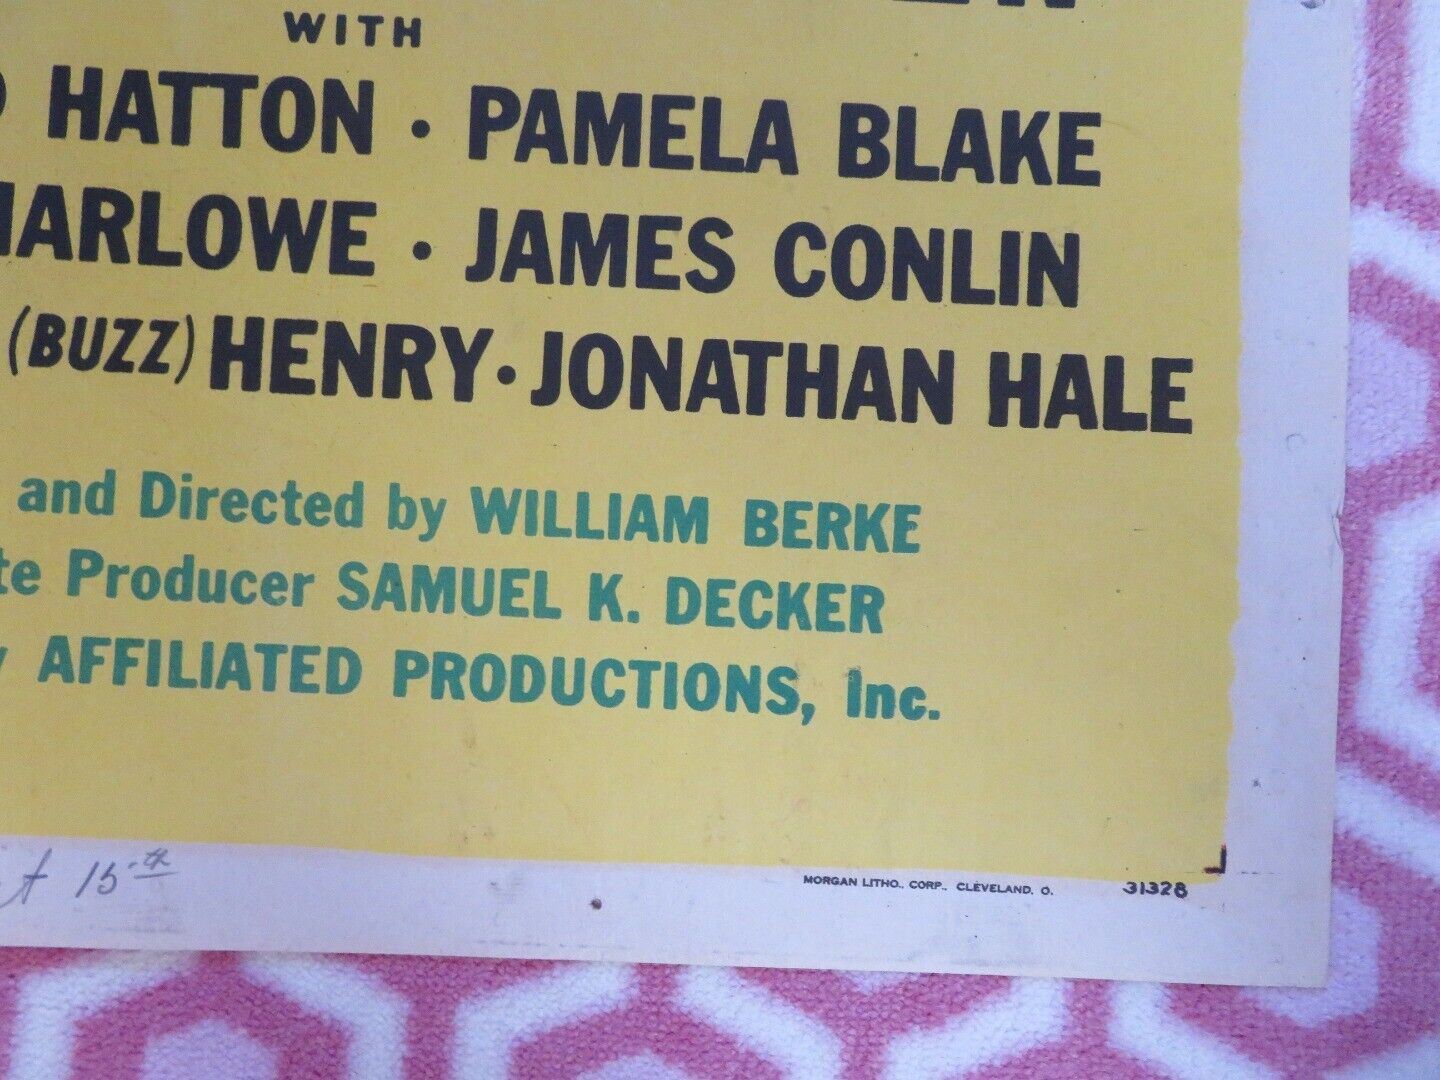 WITH
HATTON · PAMELA BLAKE
MARLOWE · JAMES CONLIN
(BUZZ) HENRY · JONATHAN HALE
and Directed by WILLIAM BERKE
te Producer SAMUEL K. DECKER
AFFILIATED PRODUCTIONS, Inc.
15th
MORGAN LITHO., CORP., CLEVELAND, O. 31328